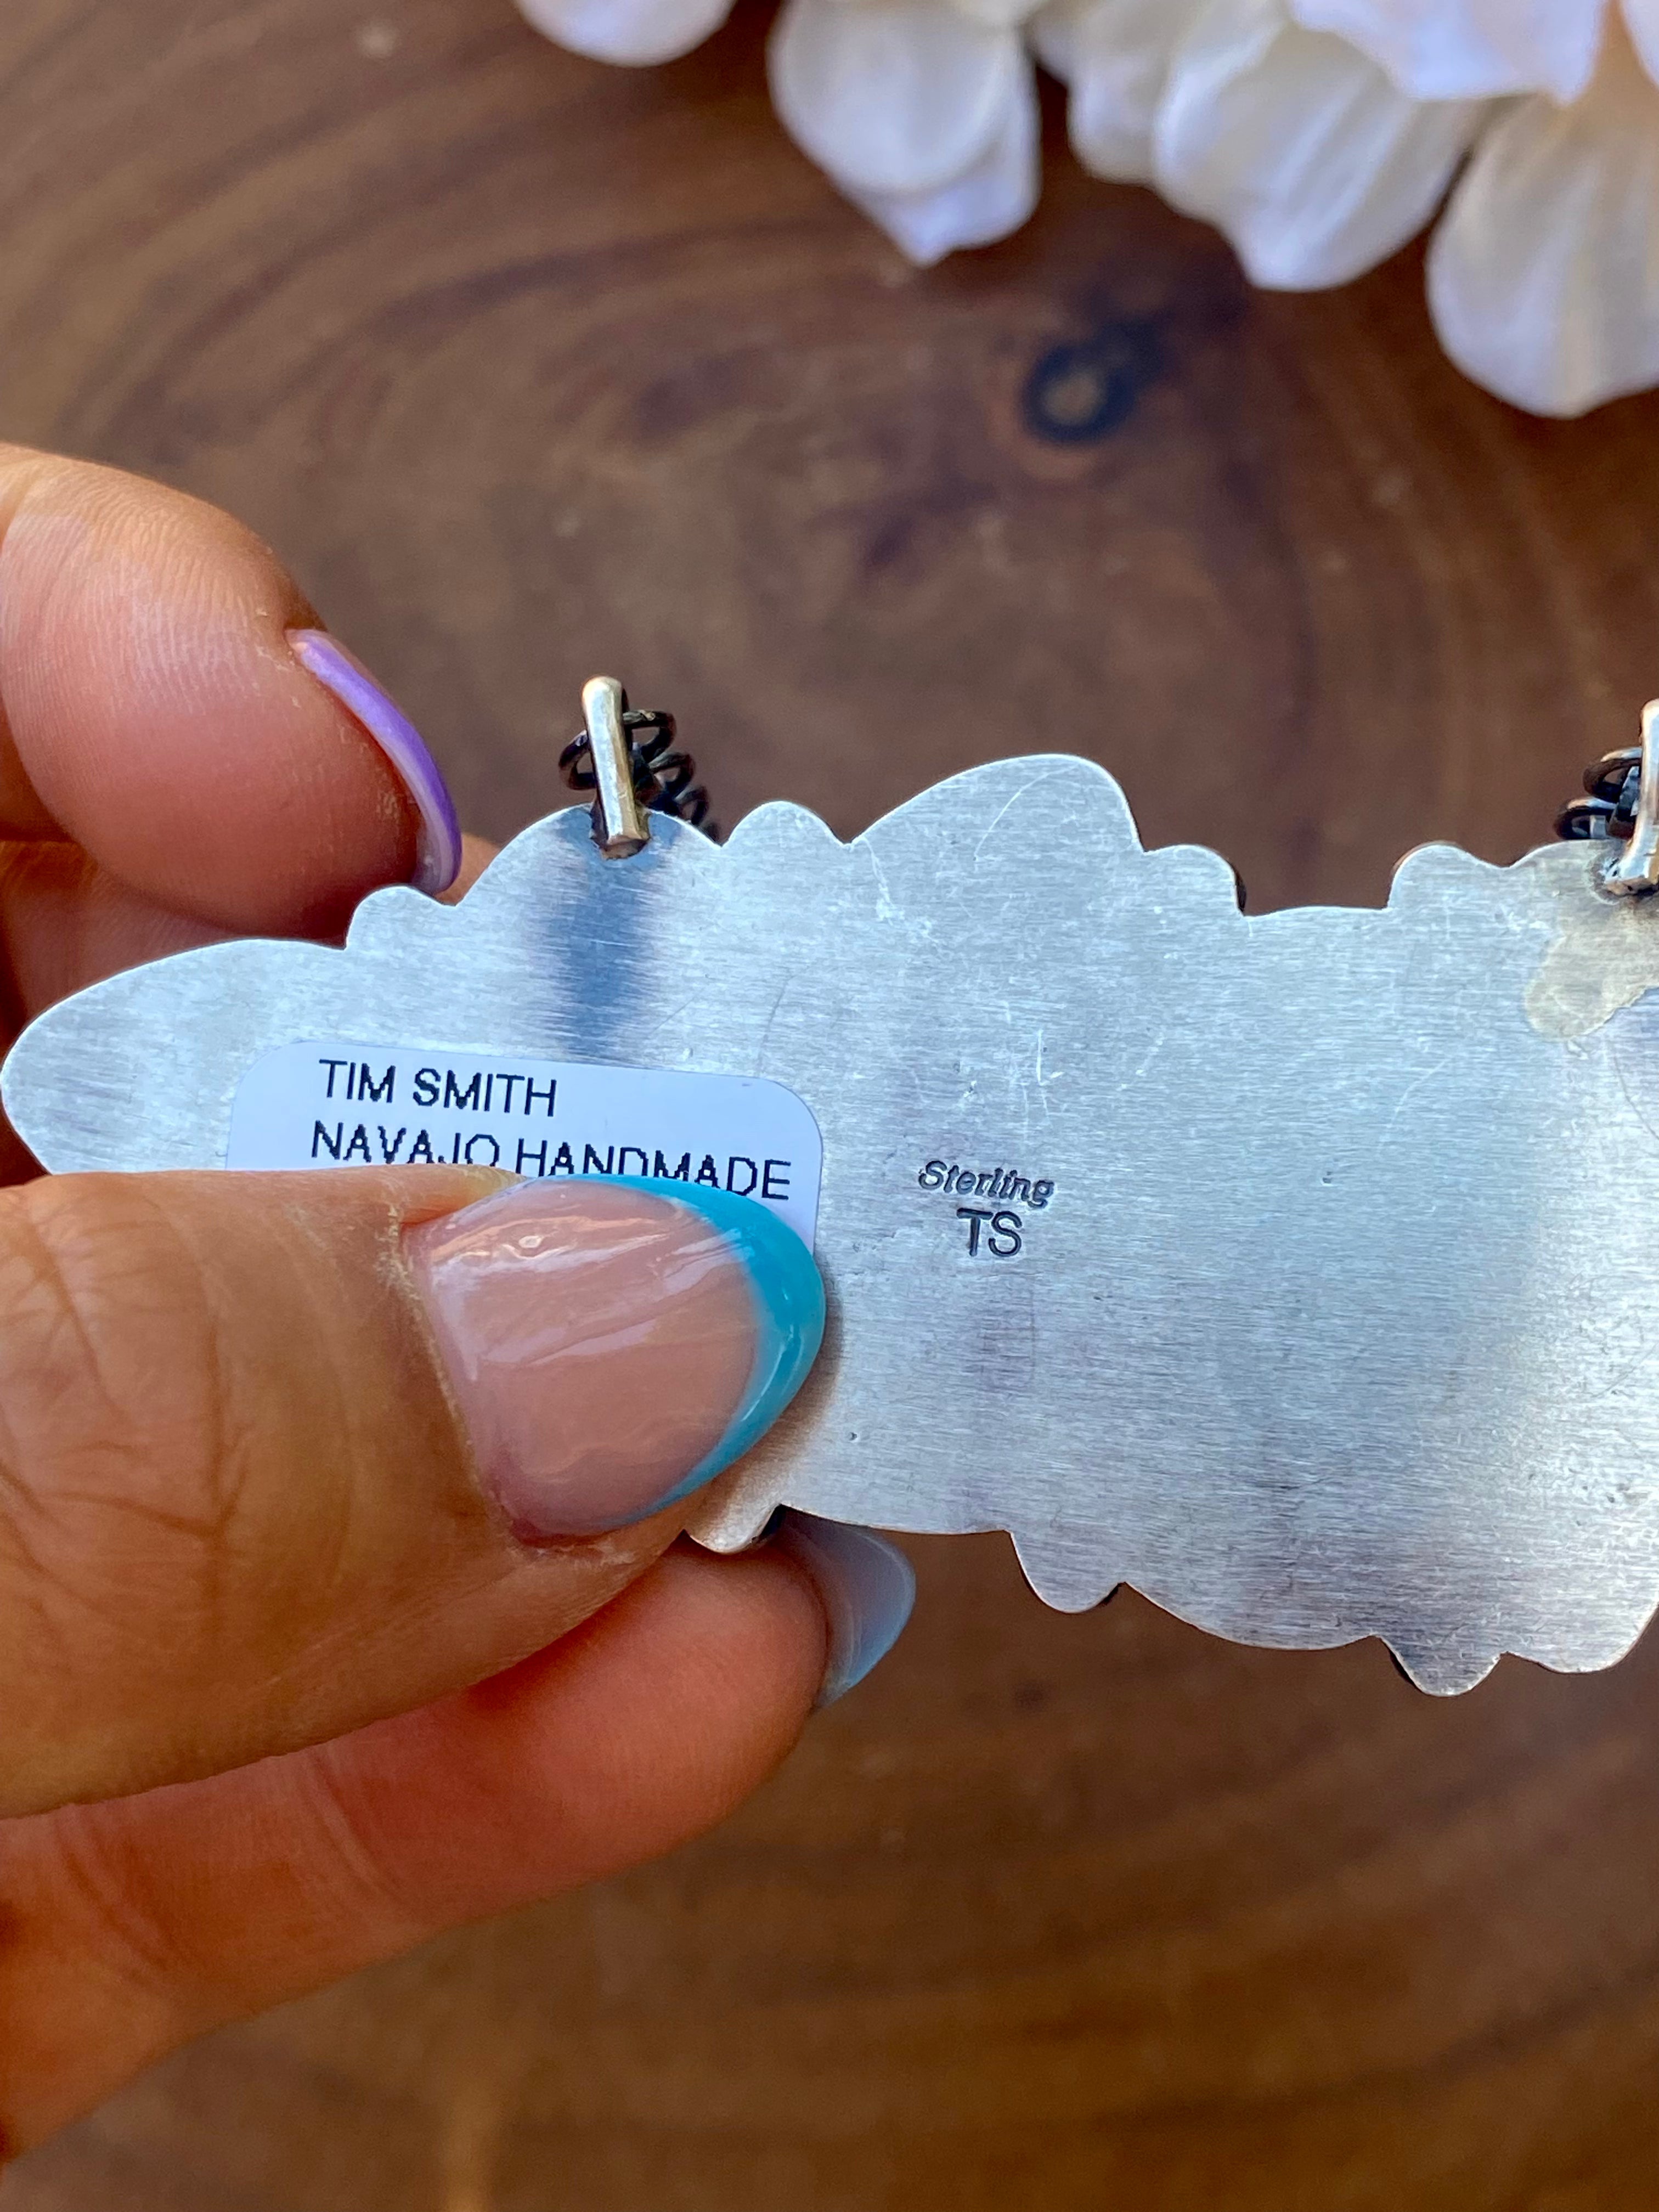 TIM SMITH
NAVAJO HANDMADE
Sterling
TS